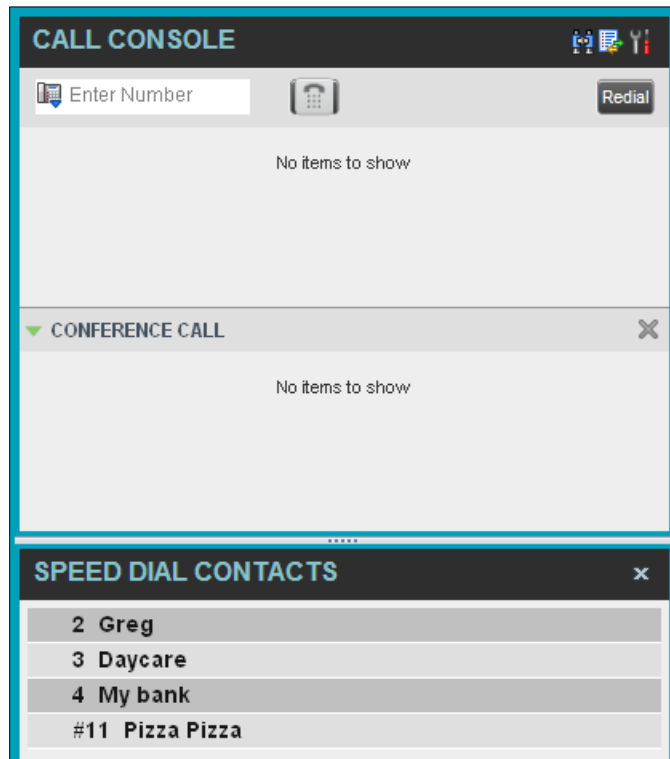 CALL CONSOLE
Enter Number
Redial
No items to show
CONFERENCE CALL
No items to show
SPEED DIAL CONTACTS
2 Greg
3 Daycare
4 My bank
#11 Pizza Pizza